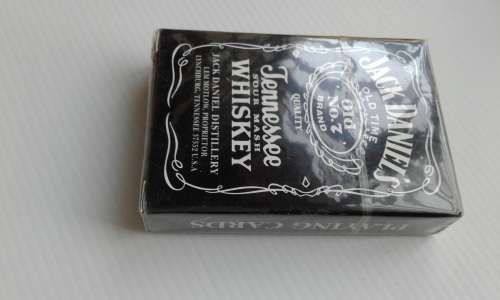 JACK DANIEL'S
OLD TIME
Old
No. 7
BRAND
QUALITY
Tennessee
SOUR MASH
WHISKEY
JACK DANIEL DISTILLERY
LEM MOTLOW, PROPRIETOR
LYNCHBURG, TENNESSEE 37352 U.S.A
PLAYING CARDS